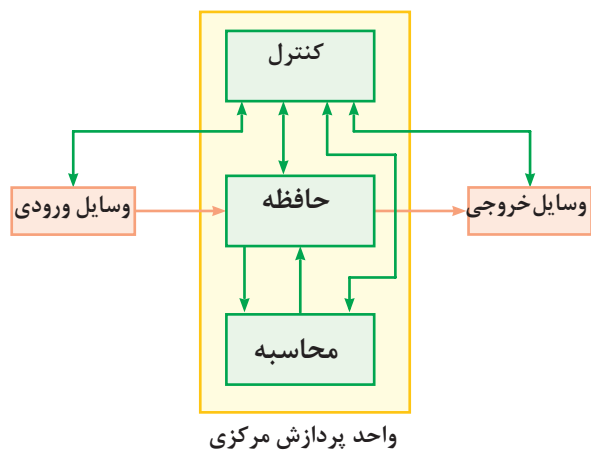 کنترل
وسایل ورودی
حافظه
وسایل خروجی
محاسبه
واحد پردازش مرکزی